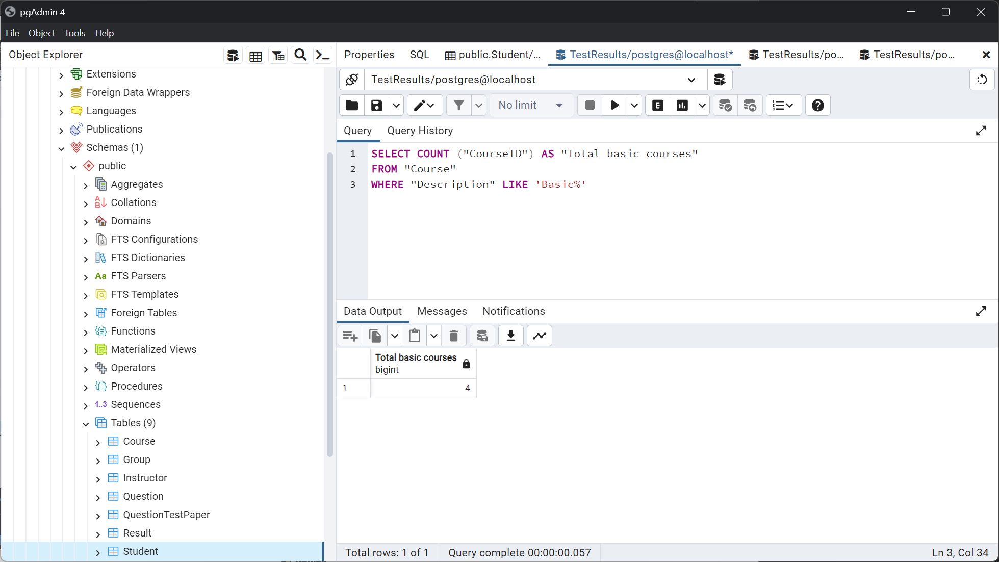 pgAdmin 4
File Object Tools Help
Object Explorer
Properties SQL public.Student/... TestResults/postgres@localhost* TestResults/po... TestResults/po...
TestResults/postgres@localhost
No limit
E
Query Query History
1 SELECT COUNT ("CourseID") AS "Total basic courses"
2 FROM "Course"
3 WHERE "Description" LIKE 'Basic%'
Extensions
Foreign Data Wrappers
Languages
Publications
Schemas (1)
public
Aggregates
Collations
Domains
FTS Configurations
FTS Dictionaries
Aa FTS Parsers
FTS Templates
Foreign Tables
Functions
Materialized Views
Operators
Procedures
1..3 Sequences
Tables (9)
Course
Group
Instructor
Question
QuestionTestPaper
Result
Student
Data Output Messages Notifications
Total basic courses
bigint
1 4
Total rows: 1 of 1 Query complete 00:00:00.057 Ln 3, Col 34